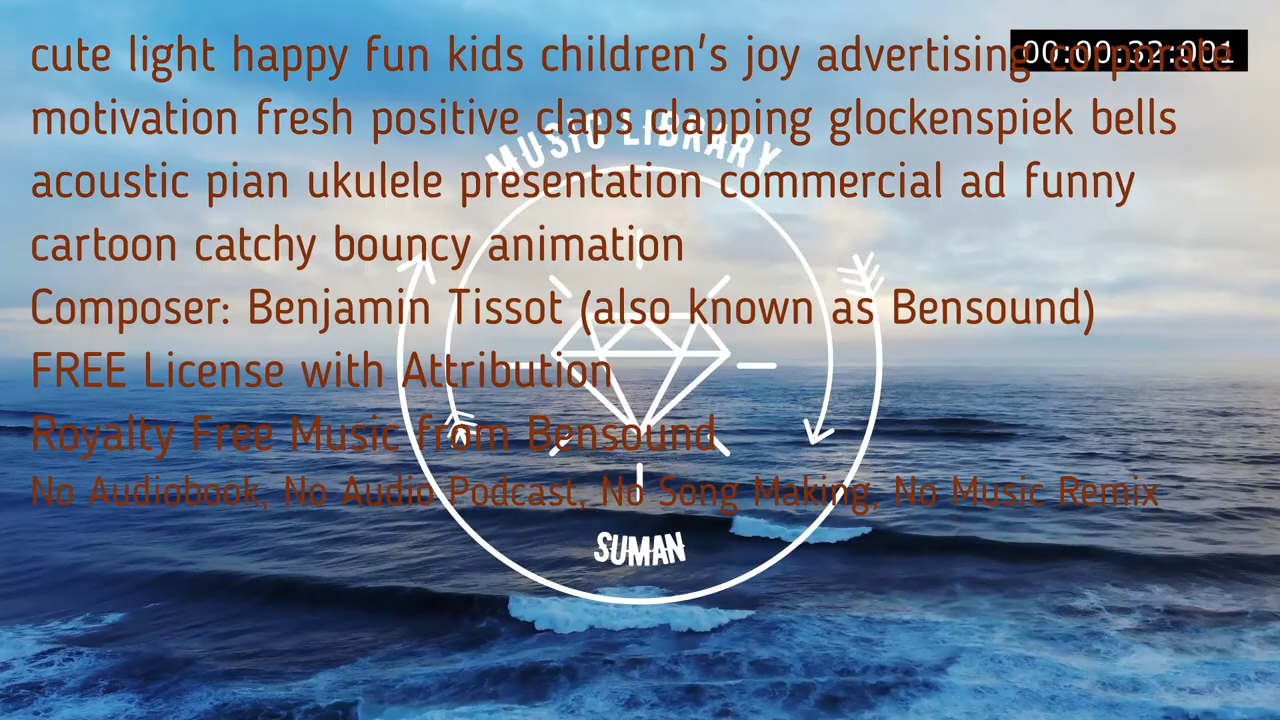 cute light happy fun kids children's joy advertising corporate
00:00:32:001
motivation fresh positive claps clapping glockenspiek bells
MUSIC LIBRARY
acoustic pian ukulele presentation commercial ad funny
cartoon catchy bouncy animation
Composer: Benjamin Tissot (also known as Bensound)
FREE License with Attribution
Royalty Free Music from Bensound
No Audiobook, No Audio Podcast, No Song Making, No Music Remix
SUMAN